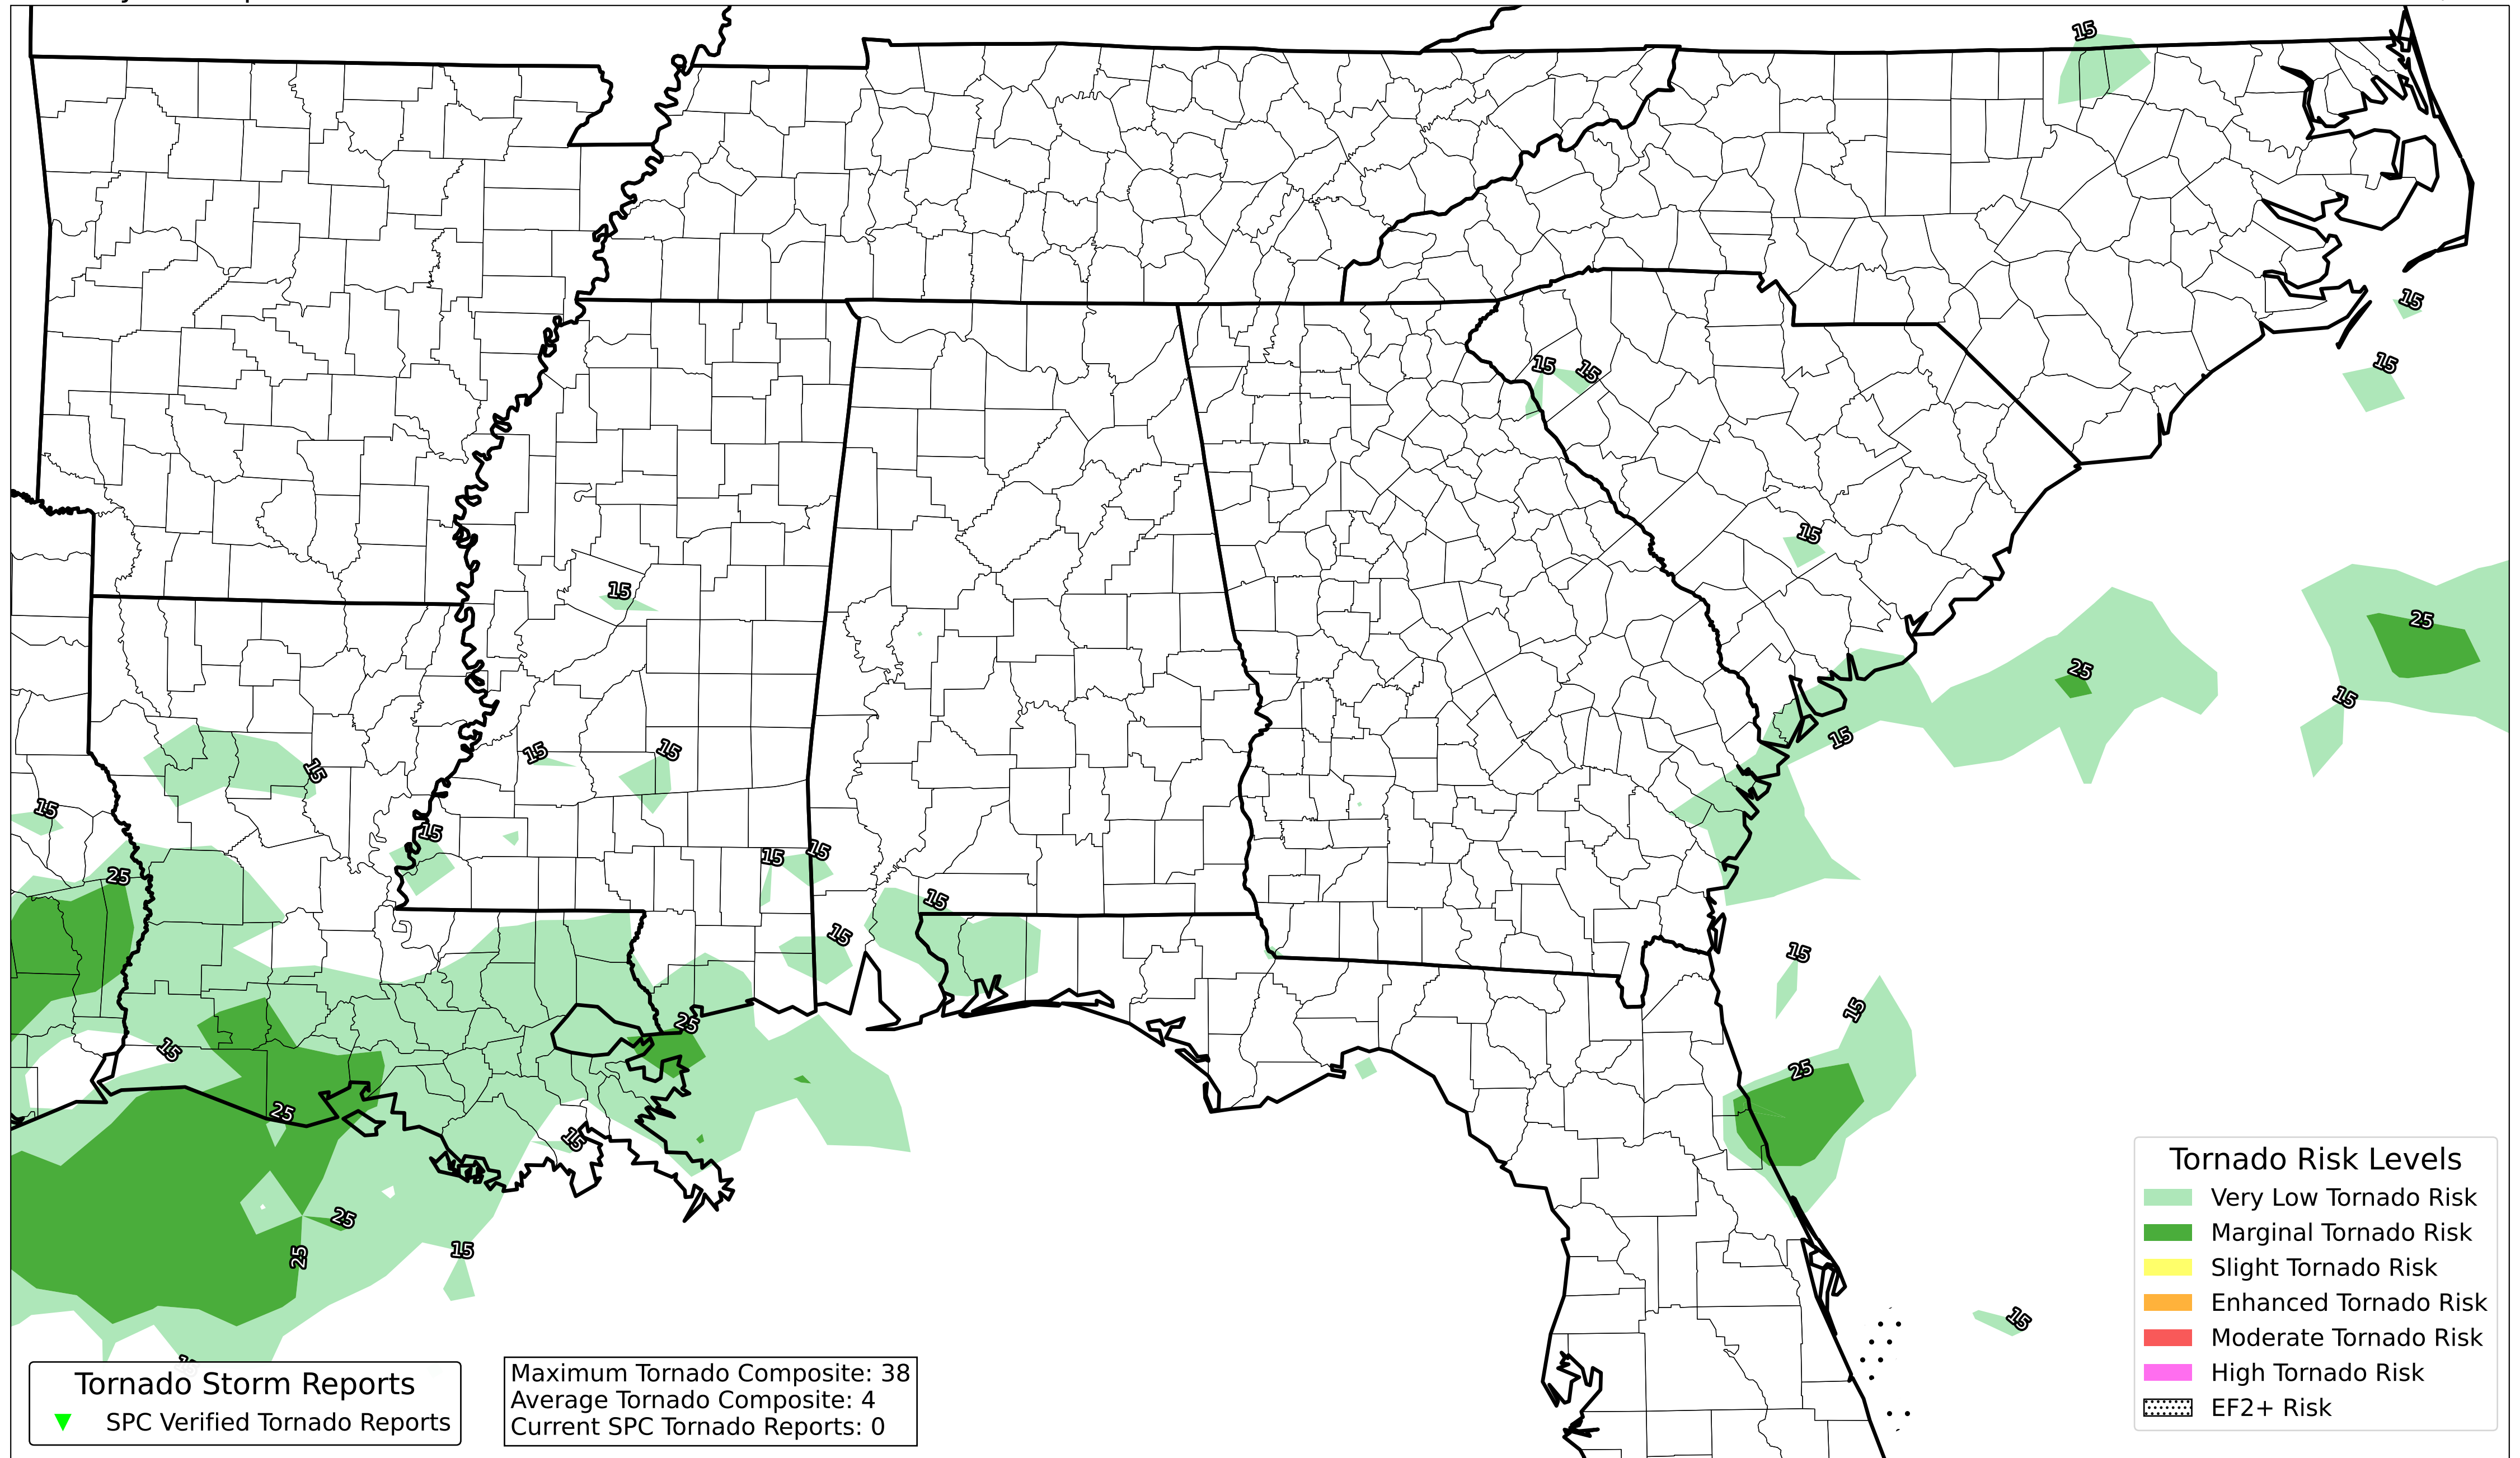 15
15
15
15 15
15
15
25
25
15
15
15 15
15
15
15
15 15
25
15
15
15
25
15
15
25
25
15
25
15
15
25
Tornado Risk Levels
Very Low Tornado Risk
Marginal Tornado Risk
Slight Tornado Risk
Enhanced Tornado Risk
Moderate Tornado Risk
High Tornado Risk
EF2+ Risk
Tornado Storm Reports
SPC Verified Tornado Reports
Maximum Tornado Composite: 38
Average Tornado Composite: 4
Current SPC Tornado Reports: 0